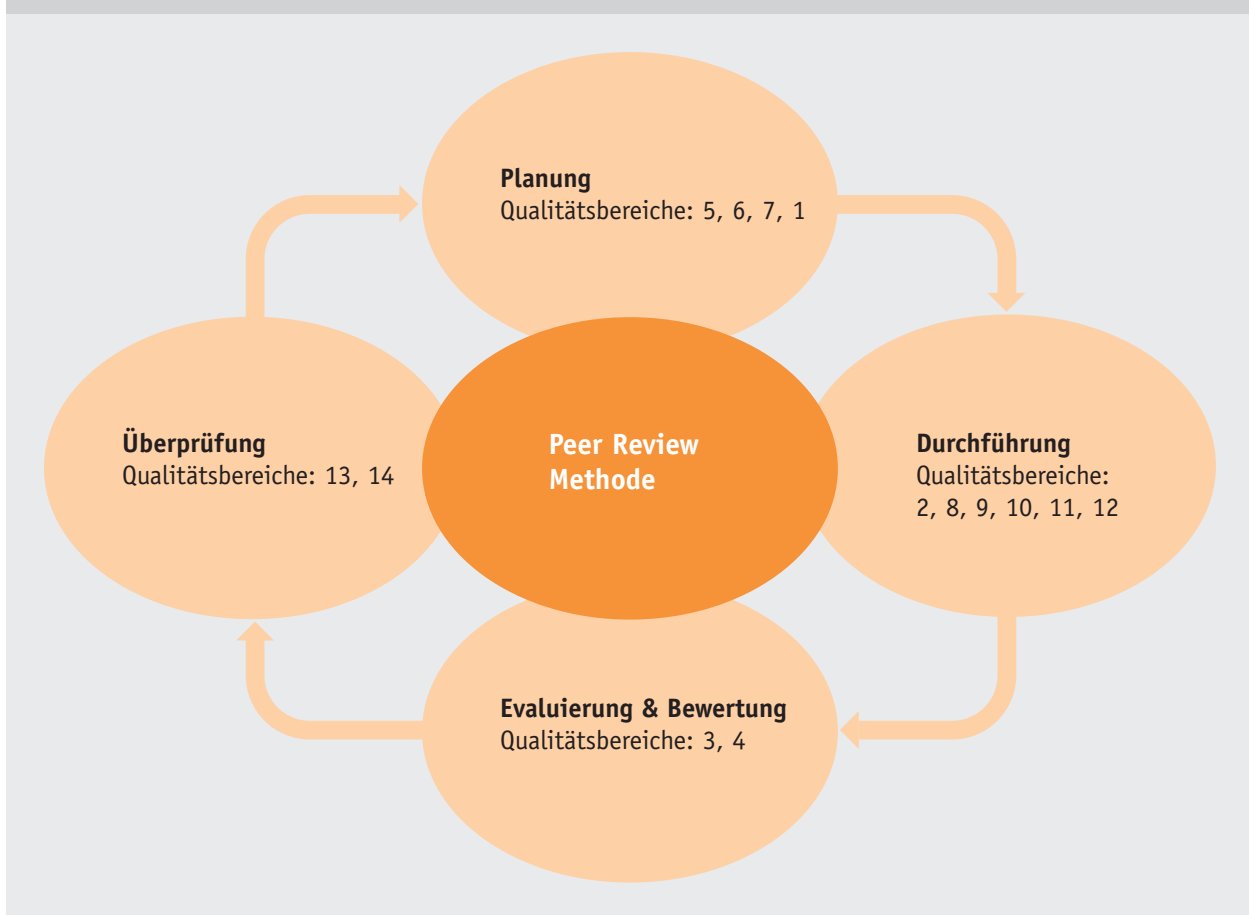 Planung
Qualitätsbereiche: 5, 6, 7, 1
Überprüfung
Qualitätsbereiche: 13, 14
Peer Review
Methode
Durchführung
Qualitätsbereiche:
2, 8, 9, 10, 11, 12
Evaluierung & Bewertung
Qualitätsbereiche: 3, 4